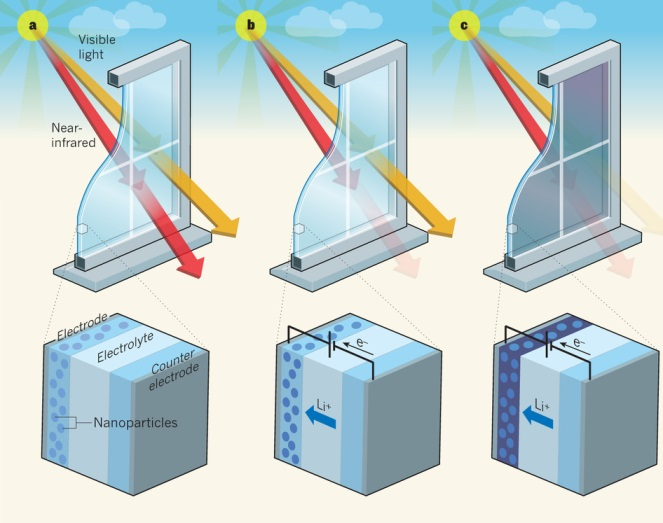 a
Visible
light
Near-
infrared
b
c
Electrode
Electrolyte
Counter
electrode
Nanoparticles
e-
Li+
e-
Li+